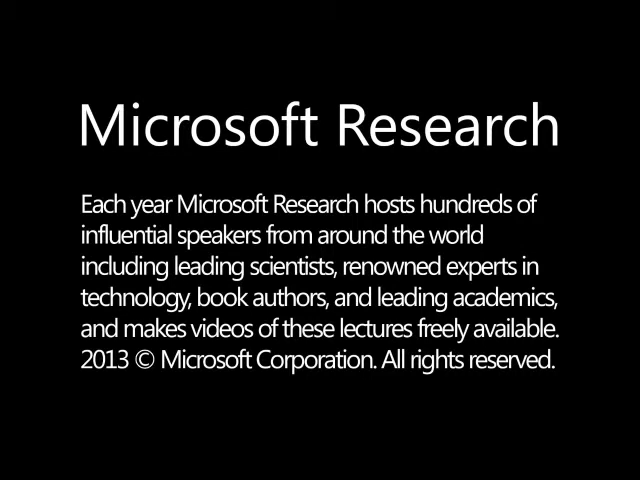 Microsoft Research
Each year Microsoft Research hosts hundreds of
influential speakers from around the world
including leading scientists, renowned experts in
technology, book authors, and leading academics,
and makes videos of these lectures freely available.
2013 © Microsoft Corporation. All rights reserved.